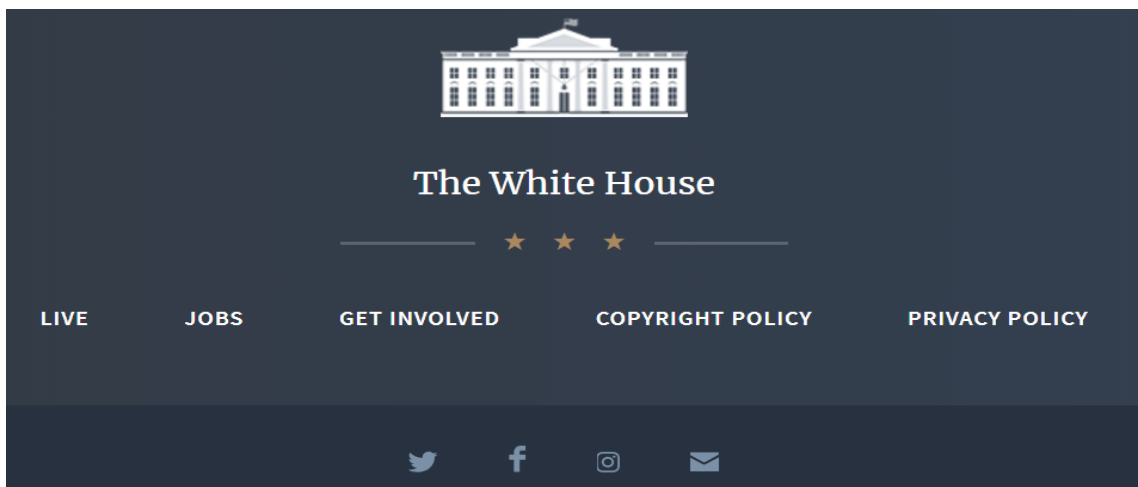 The White House
LIVE JOBS GET INVOLVED COPYRIGHT POLICY PRIVACY POLICY